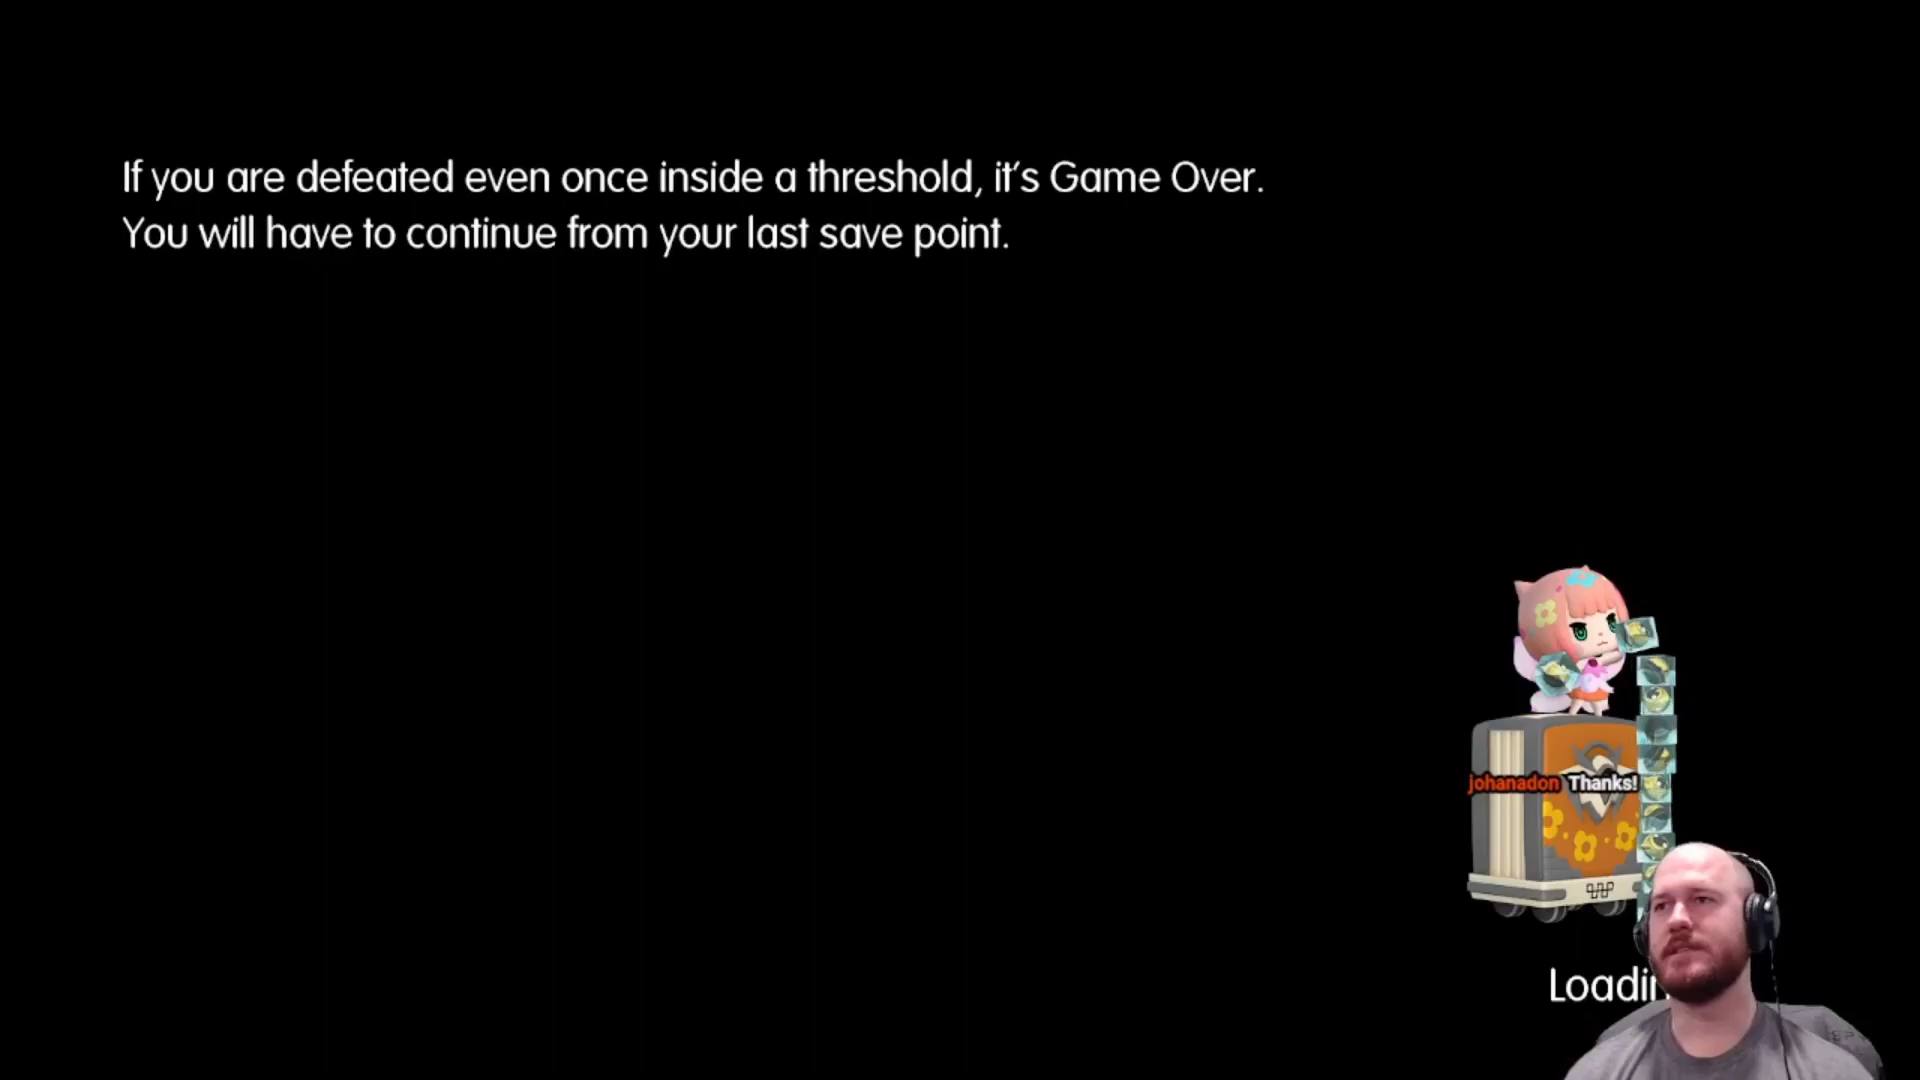 If you are defeated even once inside a threshold, it's Game Over.
You will have to continue from your last save point.
johanadon Thanks!
Loadin